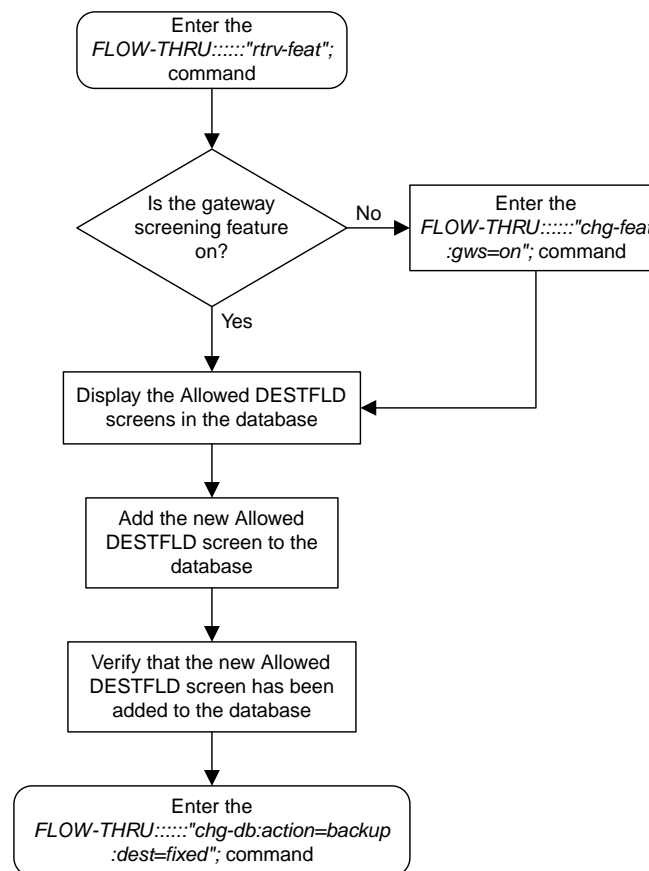 Enter the
FLOW-THRU::::::"rtrv-feat";
command
Is the gateway
screening feature
on?
No
Enter the
FLOW-THRU::::::"chg-feat
:gws=on"; command
Yes
Display the Allowed DESTFLD
screens in the database
Add the new Allowed
DESTFLD screen to the
database
Verify that the new Allowed
DESTFLD screen has been
added to the database
Enter the
FLOW-THRU::::::"chg-db:action=backup
:dest=fixed"; command